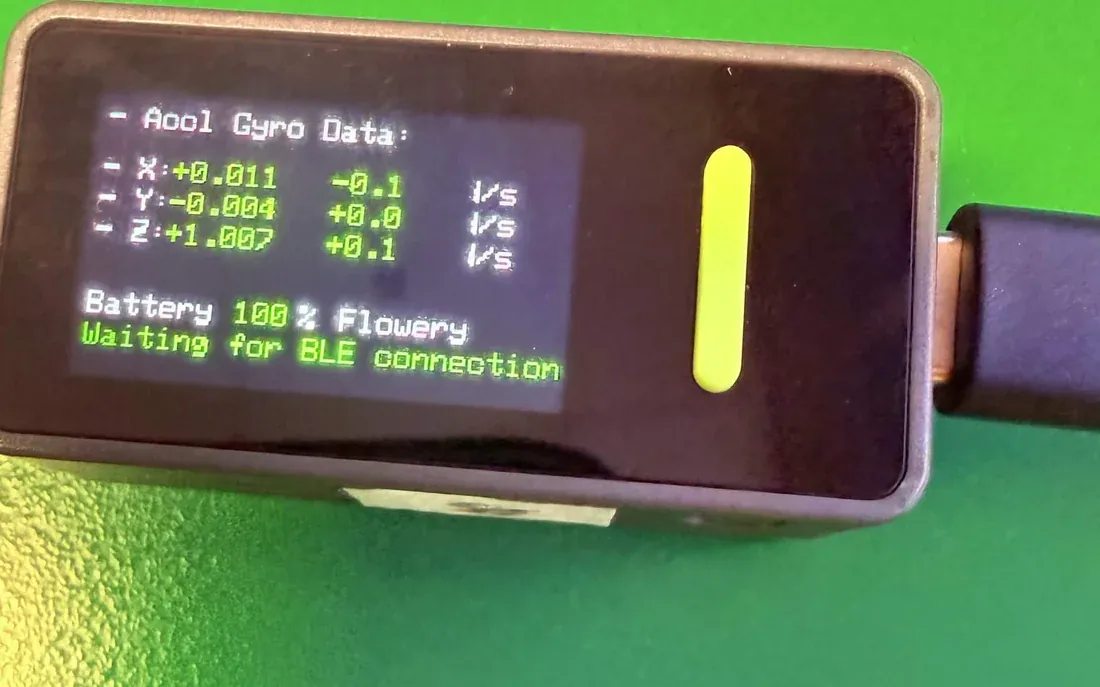 - Accl Gyro Data:
- X:+0.011 -0.1 °/s
- Y:-0.004 +0.0 °/s
- Z:+1.007 +0.1 °/s
Battery 100% Flowery
Waiting for BLE connection